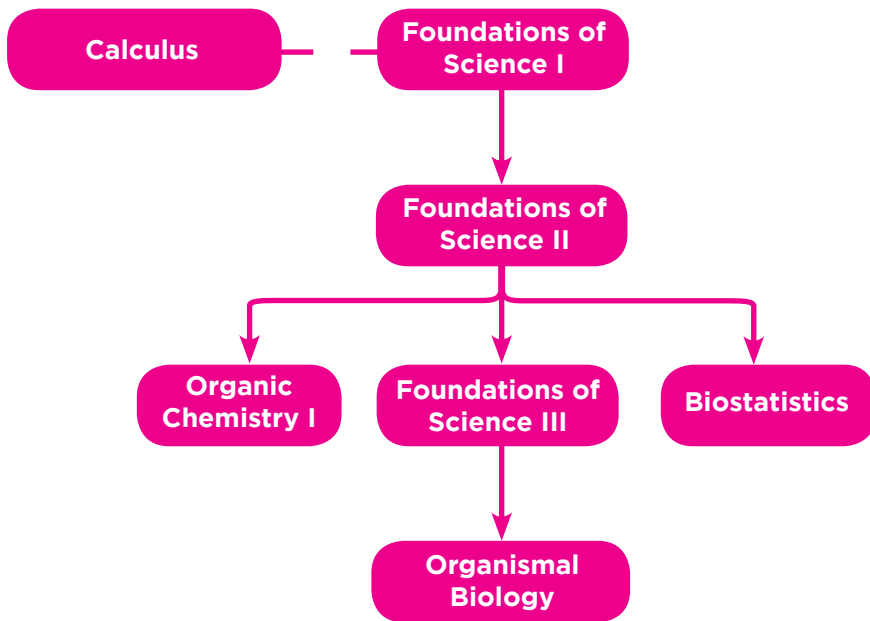 Calculus
Foundations of
Science I
Foundations of
Science II
Organic
Chemistry I
Foundations of
Science III
Biostatistics
Organismal
Biology